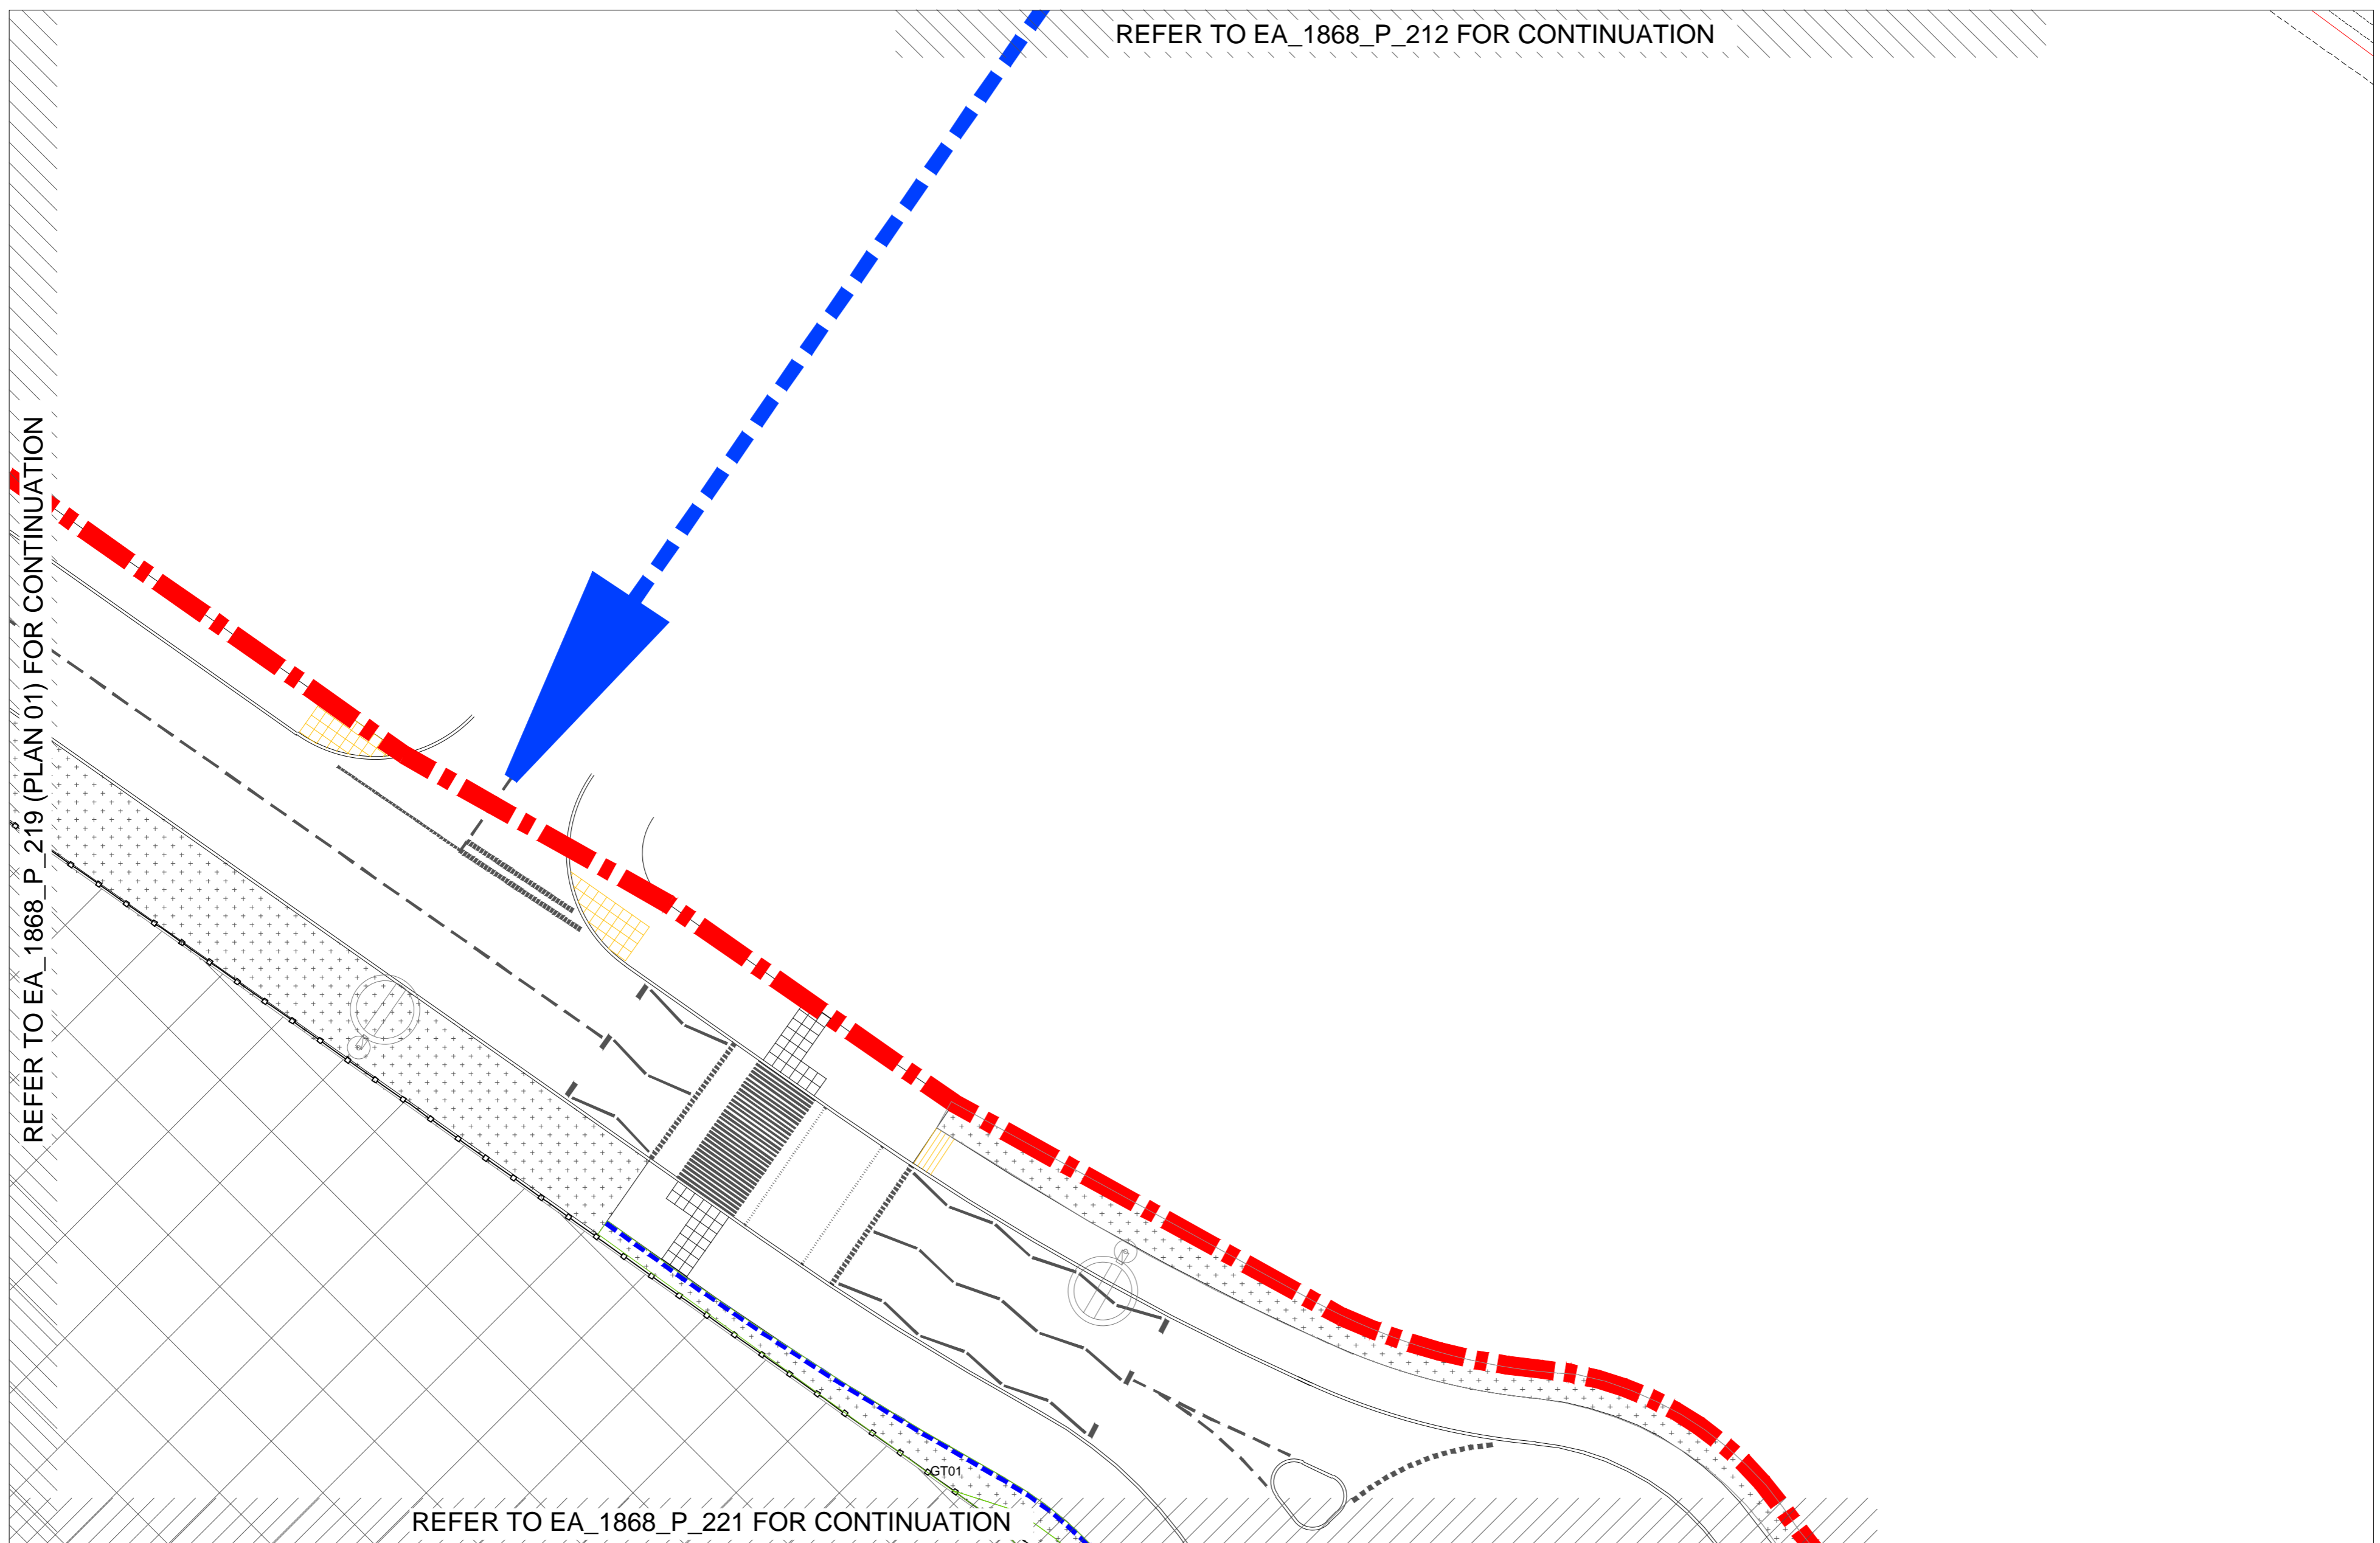 REFER TO EA_1868_P_212 FOR CONTINUATION
REFER TO EA_1868_P_219 (PLAN 01) FOR CONTINUATION
GT01
REFER TO EA_1868_P_221 FOR CONTINUATION